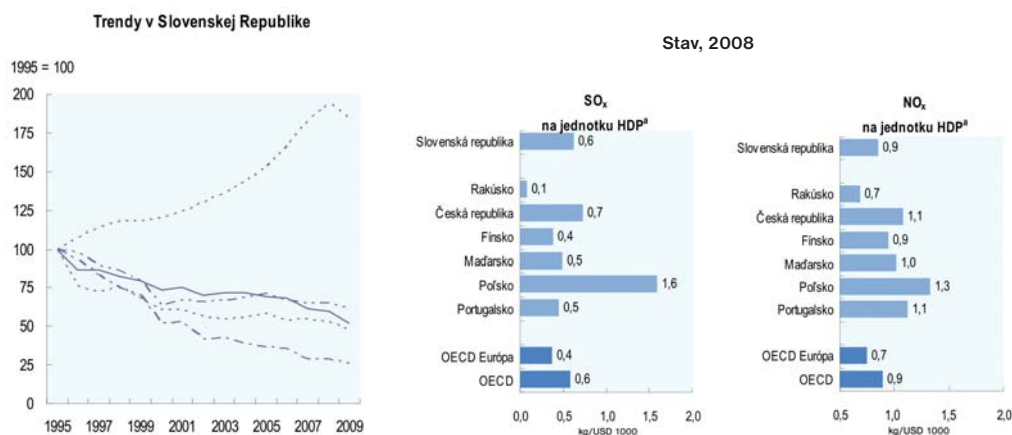 Trendy v Slovenskej Republike
1995 = 100
200
175
150
125
100
75
50
25
0
1995 1997 1999 2001 2003 2005 2007 2009
Stav, 2008
SOx
na jednotku HDPa
Slovenská republika 0,6
Rakúsko 0,1
Česká republika 0,7
Fínsko 0,4
Maďarsko 0,5
Poľsko 1,6
Portugalsko 0,5
OECD Európa 0,4
OECD 0,6
0,0 0,5 1,0 1,5 2,0
kg/USD 1000
NOx
na jednotku HDPa
Slovenská republika 0,9
Rakúsko 0,7
Česká republika 1,1
Fínsko 0,9
Maďarsko 1,0
Poľsko 1,3
Portugalsko 1,1
OECD Európa 0,7
OECD 0,9
0,5 1,0 1,5 2,0
kg/USD 1000